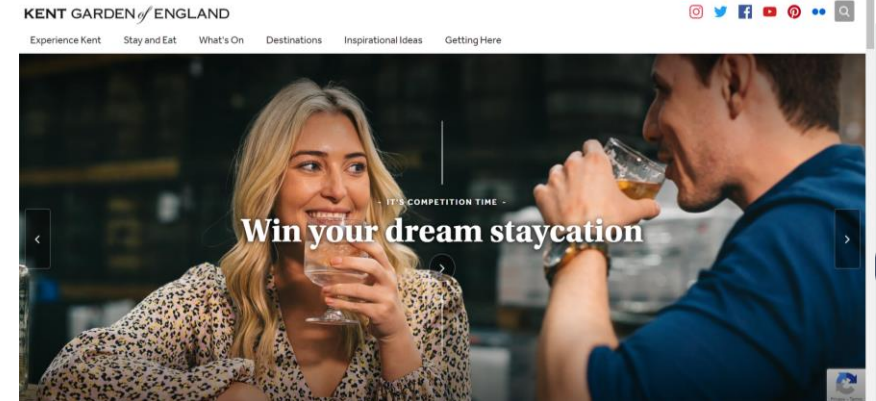 KENT GARDEN of ENGLAND
Experience Kent Stay and Eat What's On Destinations Inspirational Ideas Getting Here
- IT'S COMPETITION TIME -
Win your dream staycation